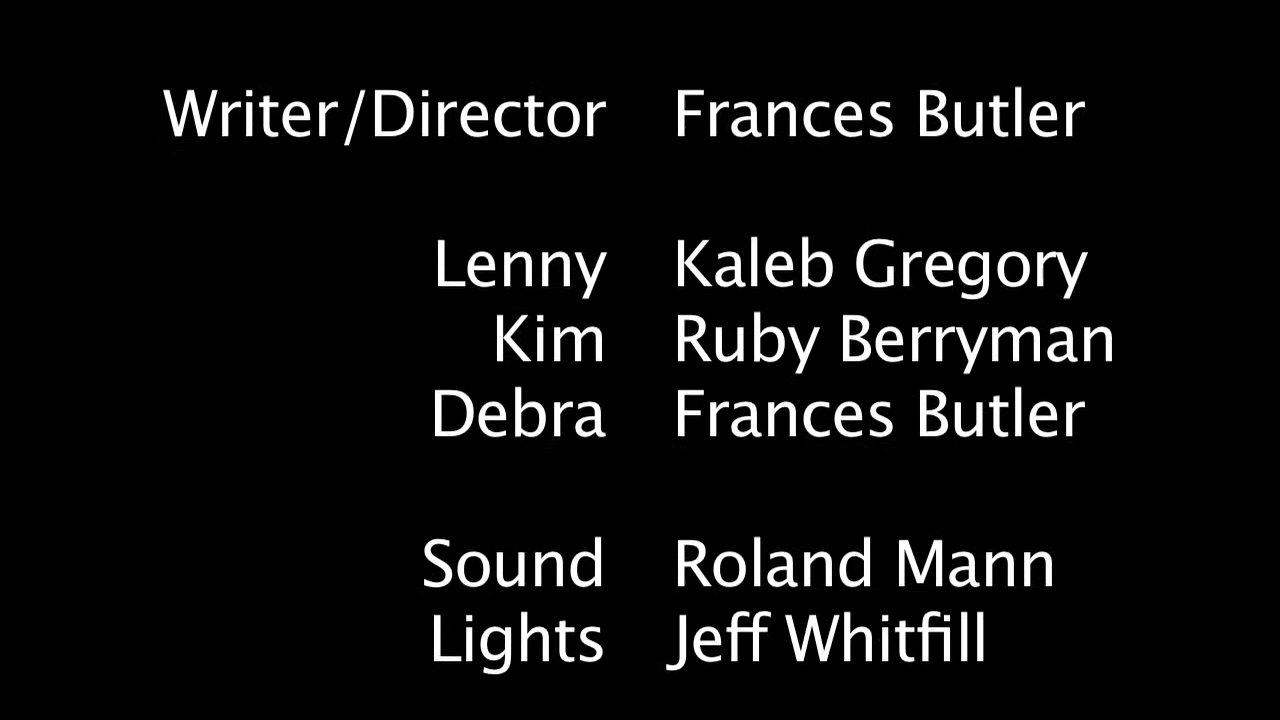 Writer/Director Frances Butler
Lenny Kaleb Gregory
Kim Ruby Berryman
Debra Frances Butler
Sound Roland Mann
Lights Jeff Whitfill